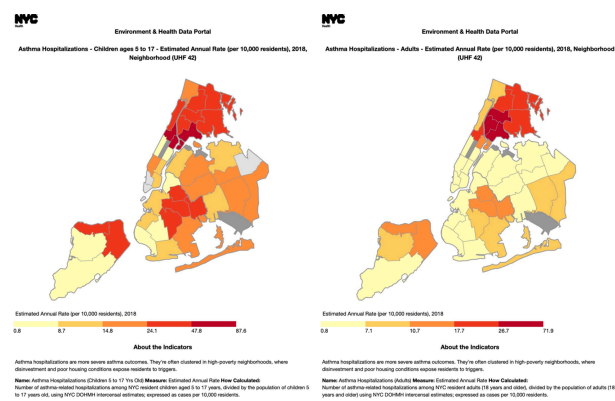 NYC
Health
Environment & Health Data Portal
Asthma Hospitalizations - Children ages 5 to 17 - Estimated Annual Rate (per 10,000 residents), 2018,
Neighborhood (UHF 42)
Estimated Annual Rate (per 10,000 residents), 2018
0.8 8.7 14.8 24.1 47.8 87.6
About the Indicators
Asthma hospitalizations are more severe asthma outcomes. They're often clustered in high-poverty neighborhoods, where
disinvestment and poor housing conditions expose residents to triggers.
Name: Asthma Hospitalizations (Children 5 to 17 Yrs Old) Measure: Estimated Annual Rate How Calculated:
Number of asthma-related hospitalizations among NYC resident children aged 5 to 17 years, divided by the population of children 5
to 17 years old, using NYC DOHMH intercensal estimates; expressed as cases per 10,000 residents.
NYC
Health
Environment & Health Data Portal
Asthma Hospitalizations - Adults - Estimated Annual Rate (per 10,000 residents), 2018, Neighborhood
(UHF 42)
Estimated Annual Rate (per 10,000 residents), 2018
0.8 7.1 10.7 17.7 26.7 71.9
About the Indicators
Asthma hospitalizations are more severe asthma outcomes. They're often clustered in high-poverty neighborhoods, where
disinvestment and poor housing conditions expose residents to triggers.
Name: Asthma Hospitalizations (Adults) Measure: Estimated Annual Rate How Calculated:
Number of asthma-related hospitalizations among NYC adults (18 years and older), divided by the population of adults (18
years and older) using NYC DOHMH intercensal estimates; expressed as cases per 10,000 residents.